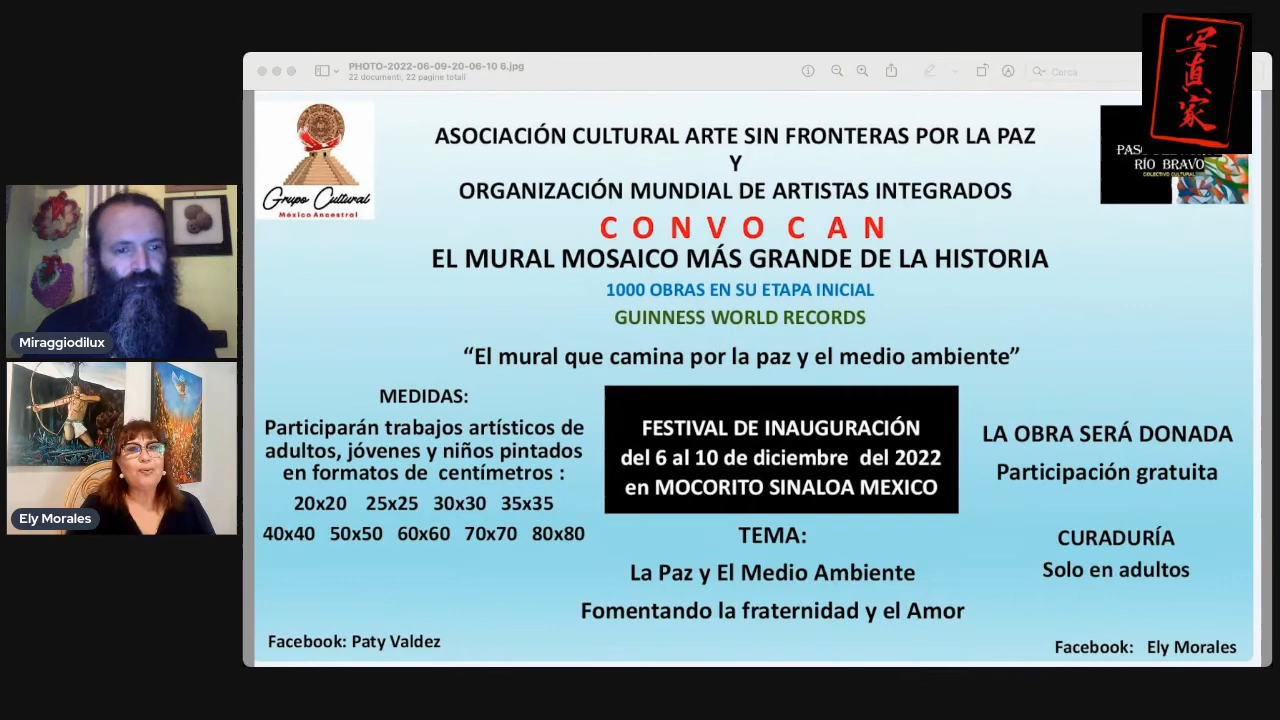 PHOTO-2022-06-09-20-06-10 6.jpg
22 documenti, 22 pagine totali
Cerca
写真家
Grupo Cultural
México Ancestral
RÍO BRAVO
COLECTIVO CULTURAL
ASOCIACIÓN CULTURAL ARTE SIN FRONTERAS POR LA PAZ
Y
ORGANIZACIÓN MUNDIAL DE ARTISTAS INTEGRADOS
CONVOCAN
EL MURAL MOSAICO MÁS GRANDE DE LA HISTORIA
1000 OBRAS EN SU ETAPA INICIAL
GUINNESS WORLD RECORDS
“El mural que camina por la paz y el medio ambiente”
MEDIDAS:
Participarán trabajos artísticos de
adultos, jóvenes y niños pintados
en formatos de centímetros :
20x20 25x25 30x30 35x35
40x40 50x50 60x60 70x70 80x80
FESTIVAL DE INAUGURACIÓN
del 6 al 10 de diciembre del 2022
en MOCORITO SINALOA MEXICO
LA OBRA SERÁ DONADA
Participación gratuita
TEMA:
La Paz y El Medio Ambiente
Fomentando la fraternidad y el Amor
CURADURÍA
Solo en adultos
Facebook: Paty Valdez
Facebook: Ely Morales
Miraggiodilux
Ely Morales